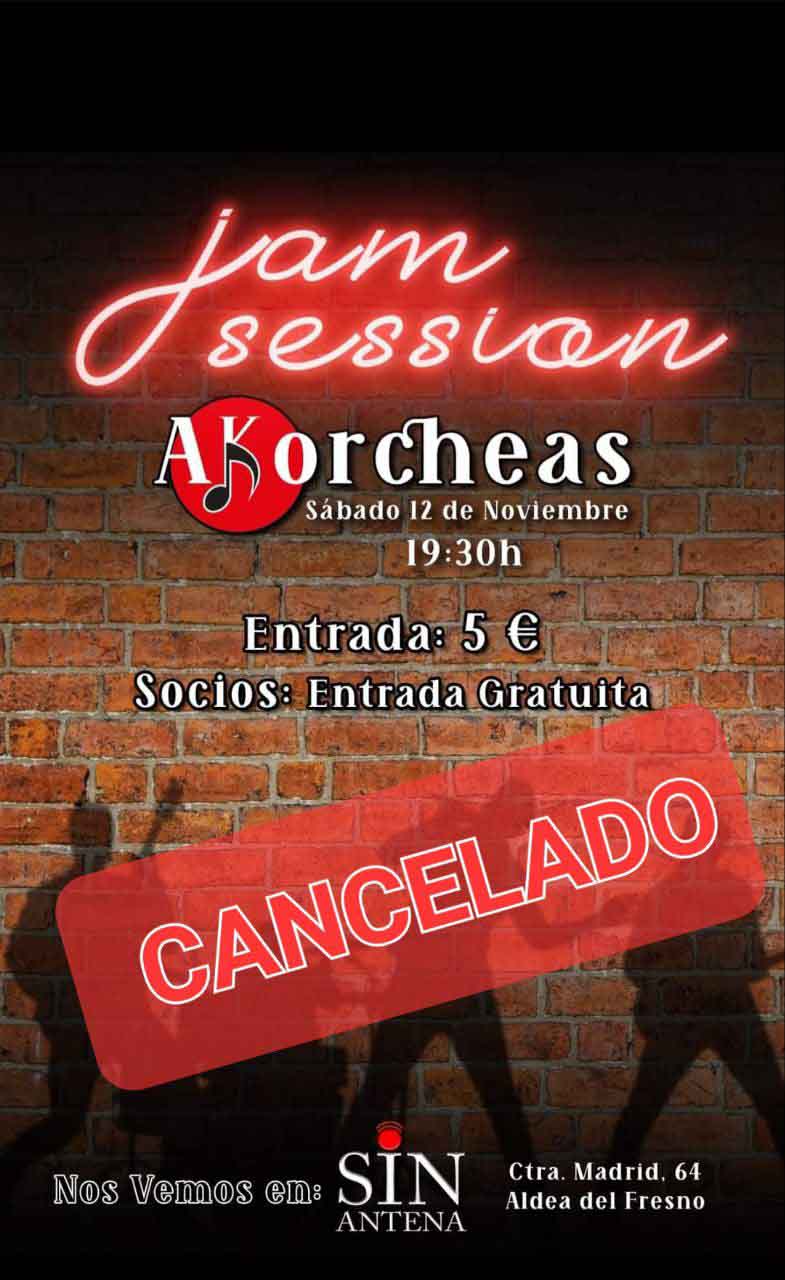 jam
session
AKorcheas
Sábado 12 de Noviembre
19:30h
Entrada: 5 €
Socios: Entrada Gratuita
CANCELADO
Nos Vemos en:
SIN
ANTENA
Ctra. Madrid, 64
Aldea del Fresno